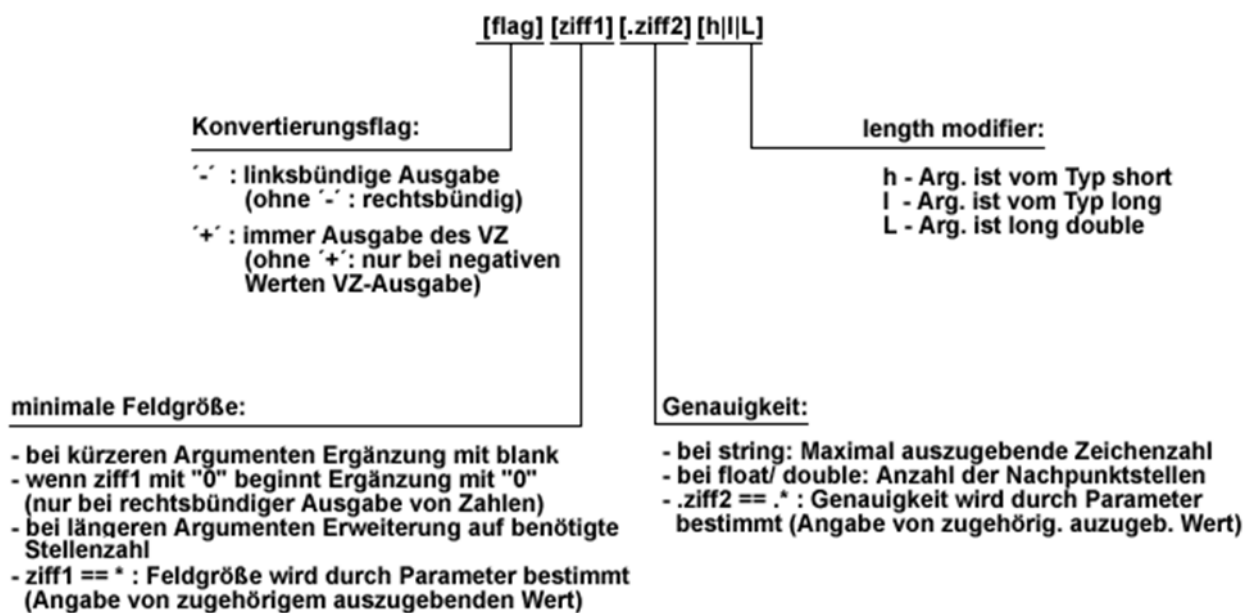 [flag] [ziff1] [.ziff2] [h|l|L]
Konvertierungsflag:
´-´ : linksbündige Ausgabe
(ohne ´-´ : rechtsbündig)
´+´ : immer Ausgabe des VZ
(ohne ´+´: nur bei negativen
Werten VZ-Ausgabe)
length modifier:
h - Arg. ist vom Typ short
l - Arg. ist vom Typ long
L - Arg. ist long double
minimale Feldgröße:
- bei kürzeren Argumenten Ergänzung mit blank
- wenn ziff1 mit "0" beginnt Ergänzung mit "0"
(nur bei rechtsbündiger Ausgabe von Zahlen)
- bei längeren Argumenten Erweiterung auf benötigte
Stellenzahl
- ziff1 == * : Feldgröße wird durch Parameter bestimmt
(Angabe von zugehörigem auszugebenden Wert)
Genauigkeit:
- bei string: Maximal auszugebende Zeichenzahl
- bei float/ double: Anzahl der Nachpunktstellen
- .ziff2 == .* : Genauigkeit wird durch Parameter
bestimmt (Angabe von zugehörig. auzugeb. Wert)